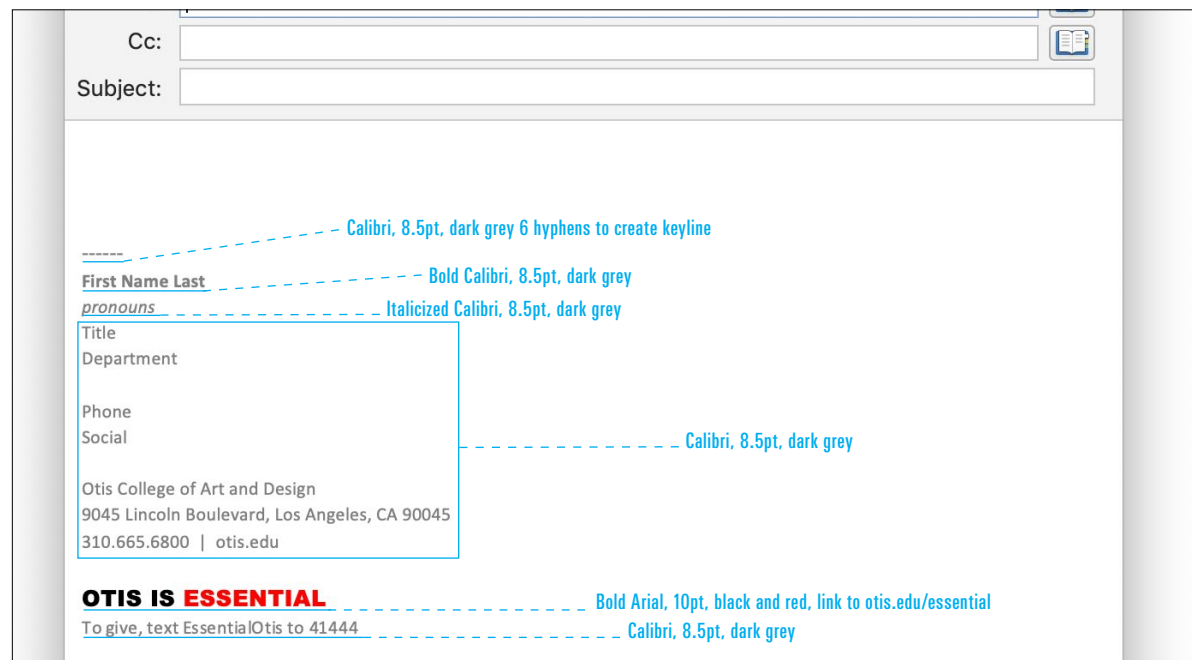 Cc:
Subject:
Calibri, 8.5pt, dark grey 6 hyphens to create keyline
------
First Name Last
Bold Calibri, 8.5pt, dark grey
pronouns
Italicized Calibri, 8.5pt, dark grey
Title
Department
Phone
Social
Calibri, 8.5pt, dark grey
Otis College of Art and Design
9045 Lincoln Boulevard, Los Angeles, CA 90045
310.665.6800 | otis.edu
OTIS IS ESSENTIAL
Bold Arial, 10pt, black and red, link to otis.edu/essential
To give, text EssentialOtis to 41444
Calibri, 8.5pt, dark grey